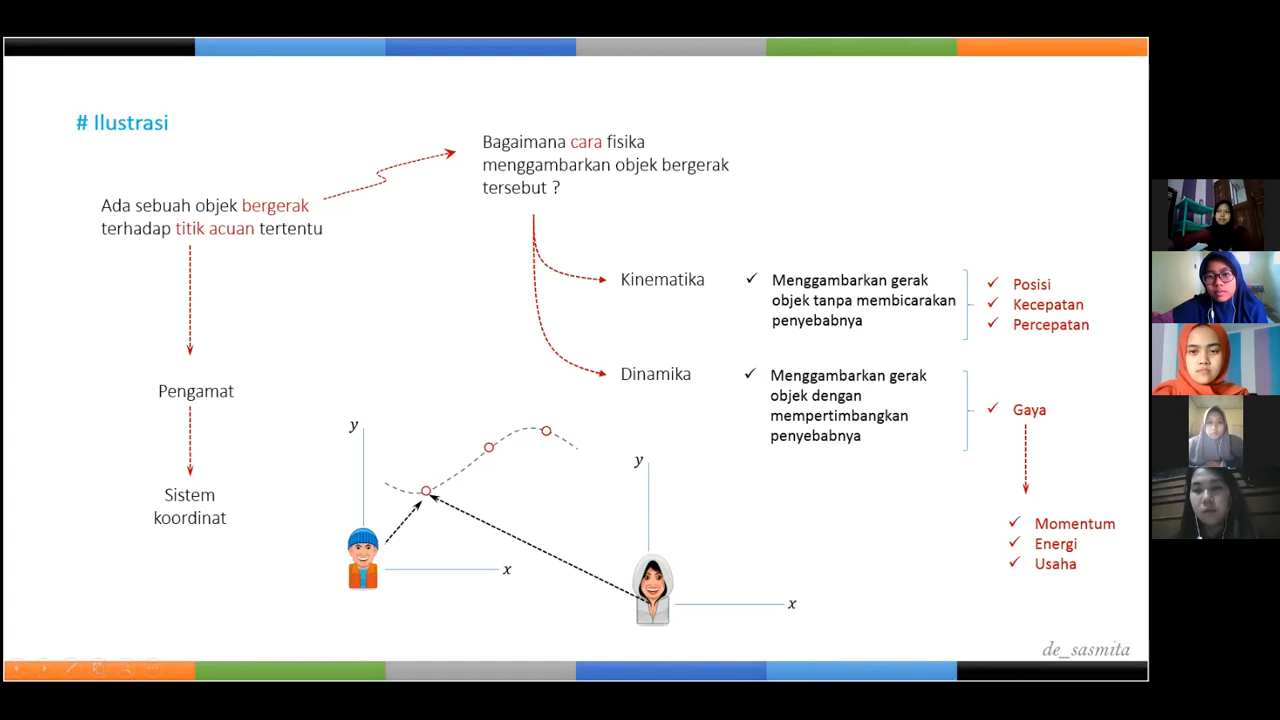 # Ilustrasi
Bagaimana cara fisika
menggambarkan objek bergerak
tersebut ?
Ada sebuah objek bergerak
terhadap titik acuan tertentu
Kinematika
✓ Menggambarkan gerak
objek tanpa membicarakan
penyebabnya
✓ Posisi
✓ Kecepatan
✓ Percepatan
Dinamika
✓ Menggambarkan gerak
objek dengan
mempertimbangkan
penyebabnya
✓ Gaya
Pengamat
Sistem
koordinat
y
x
y
x
✓ Momentum
✓ Energi
✓ Usaha
de_sasmita